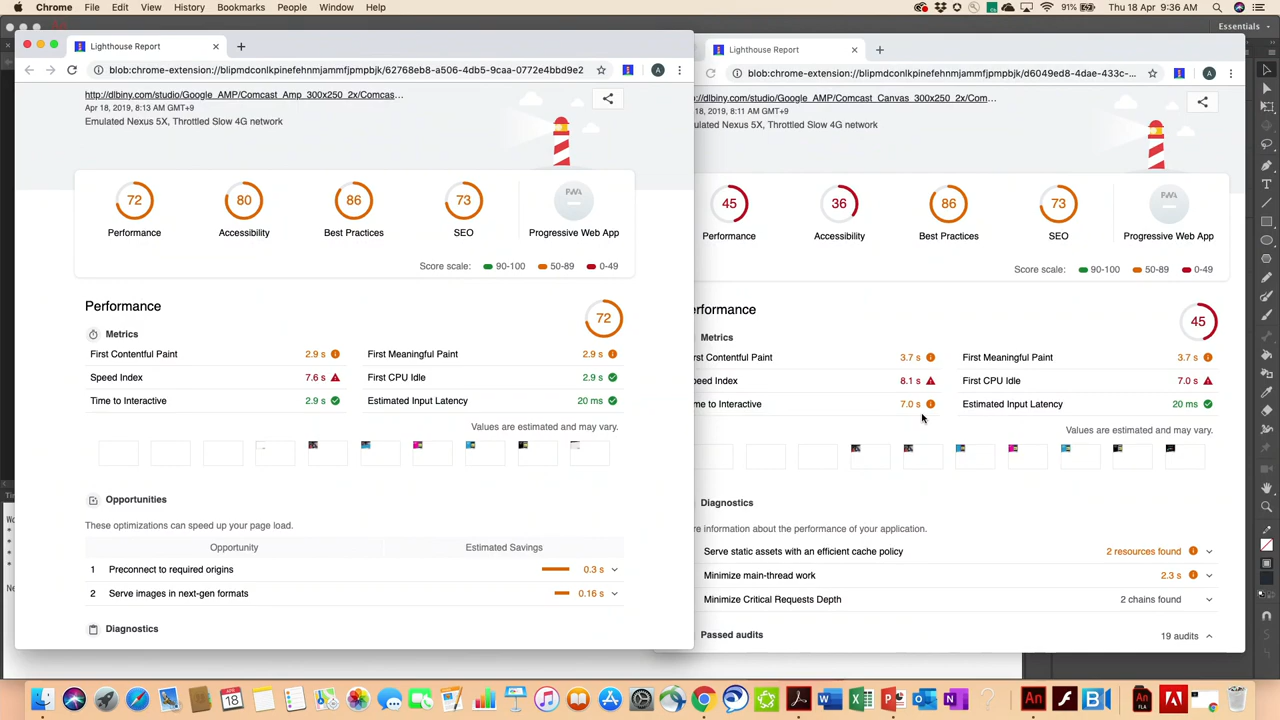 Chrome File Edit View History Bookmarks People Window Help
91% Thu 18 Apr 9:36 AM
Essentials
Lighthouse Report
blob:chrome-extension://blipmdconlkpinefehnmjammfjpmpbjk/62768eb8-a506-4db5-9caa-0772e4bbd9e2
A
http://dlbiny.com/studio/Google_AMP/Comcast_Amp_300x250_2x/Comcas...
Apr 18, 2019, 8:13 AM GMT+9
Emulated Nexus 5X, Throttled Slow 4G network
72 80 86 73 PWA
Performance Accessibility Best Practices SEO Progressive Web App
Score scale: 90-100 50-89 0-49
Performance
72
Metrics
First Contentful Paint 2.9 s First Meaningful Paint 2.9 s
Speed Index 7.6 s First CPU Idle 2.9 s
Time to Interactive 2.9 s Estimated Input Latency 20 ms
Values are estimated and may vary.
Opportunities
These optimizations can speed up your page load.
Opportunity Estimated Savings
1 Preconnect to required origins 0.3 s
2 Serve images in next-gen formats 0.16 s
Diagnostics
Lighthouse Report
blob:chrome-extension://blipmdconlkpinefehnmjammfjpmpbjk/d6049ed8-4dae-433c-...
A
//dlbiny.com/studio/Google_AMP/Comcast_Canvas_300x250_2x/Com...
18, 2019, 8:11 AM GMT+9
ulated Nexus 5X, Throttled Slow 4G network
45 36 86 73 PWA
Performance Accessibility Best Practices SEO Progressive Web App
Score scale: 90-100 50-89 0-49
erformance
45
Metrics
rst Contentful Paint 3.7 s First Meaningful Paint 3.7 s
eed Index 8.1 s First CPU Idle 7.0 s
me to Interactive 7.0 s Estimated Input Latency 20 ms
Values are estimated and may vary.
Diagnostics
re information about the performance of your application.
Serve static assets with an efficient cache policy 2 resources found
Minimize main-thread work 2.3 s
Minimize Critical Requests Depth 2 chains found
Passed audits 19 audits